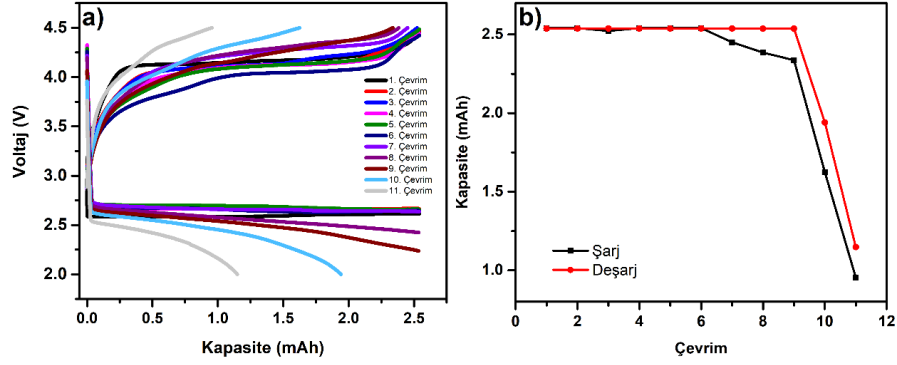 a)
4.5
4.0
3.5
3.0
2.5
2.0
Voltaj (V)
0.0
0.5
1.0
1.5
2.0
2.5
Kapasite (mAh)
1. Çevrim
2. Çevrim
3. Çevrim
4. Çevrim
5. Çevrim
6. Çevrim
7. Çevrim
8. Çevrim
9. Çevrim
10. Çevrim
11. Çevrim
b)
2.5
2.0
1.5
1.0
Kapasite (mAh)
Şarj
Deşarj
0
2
4
6
8
10
12
Çevrim